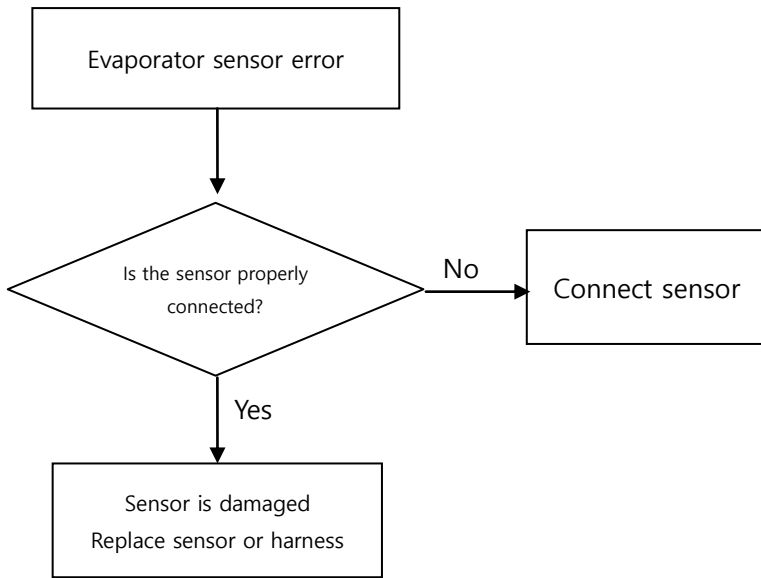 Evaporator sensor error
Is the sensor properly
connected?
No
Connect sensor
Yes
Sensor is damaged
Replace sensor or harness